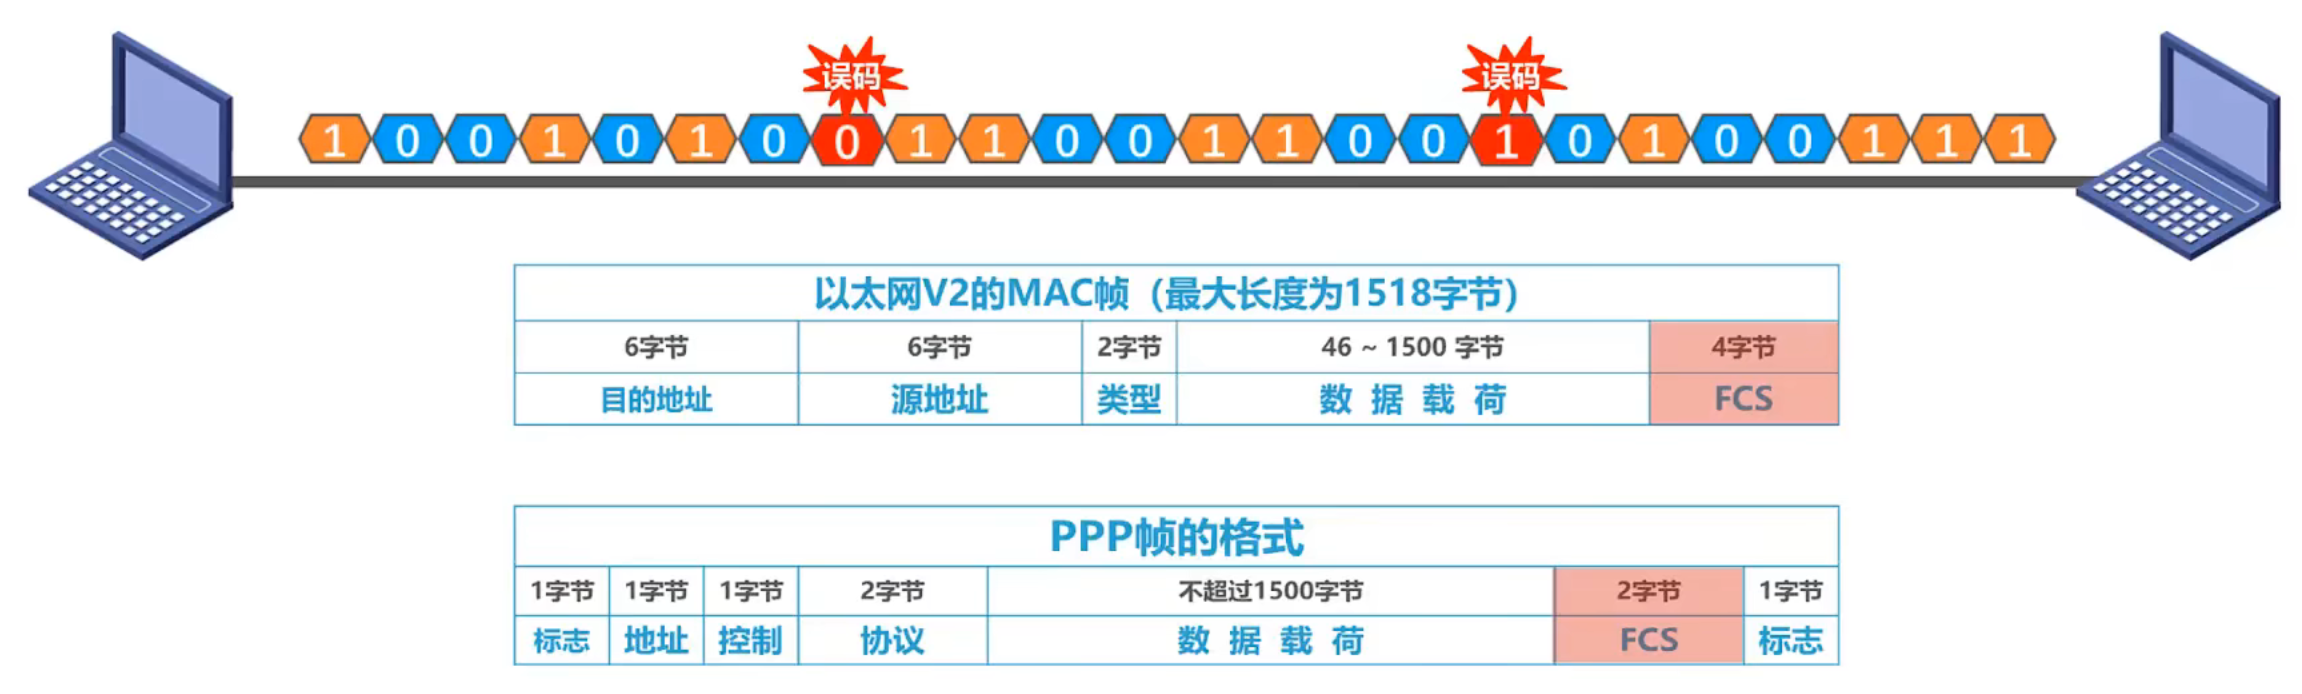 误码 误码
1 0 0 1 0 1 0 0 1 1 0 0 1 1 0 0 1 0 1 0 0 1 1 1
以太网V2的MAC帧（最大长度为1518字节）
6字节 6字节 2字节 46 ~ 1500 字节 4字节
目的地址 源地址 类型 数 据 载 荷 FCS
PPP帧的格式
1字节 1字节 1字节 2字节 不超过1500字节 2字节 1字节
标志 地址 控制 协议 数 据 载 荷 FCS 标志